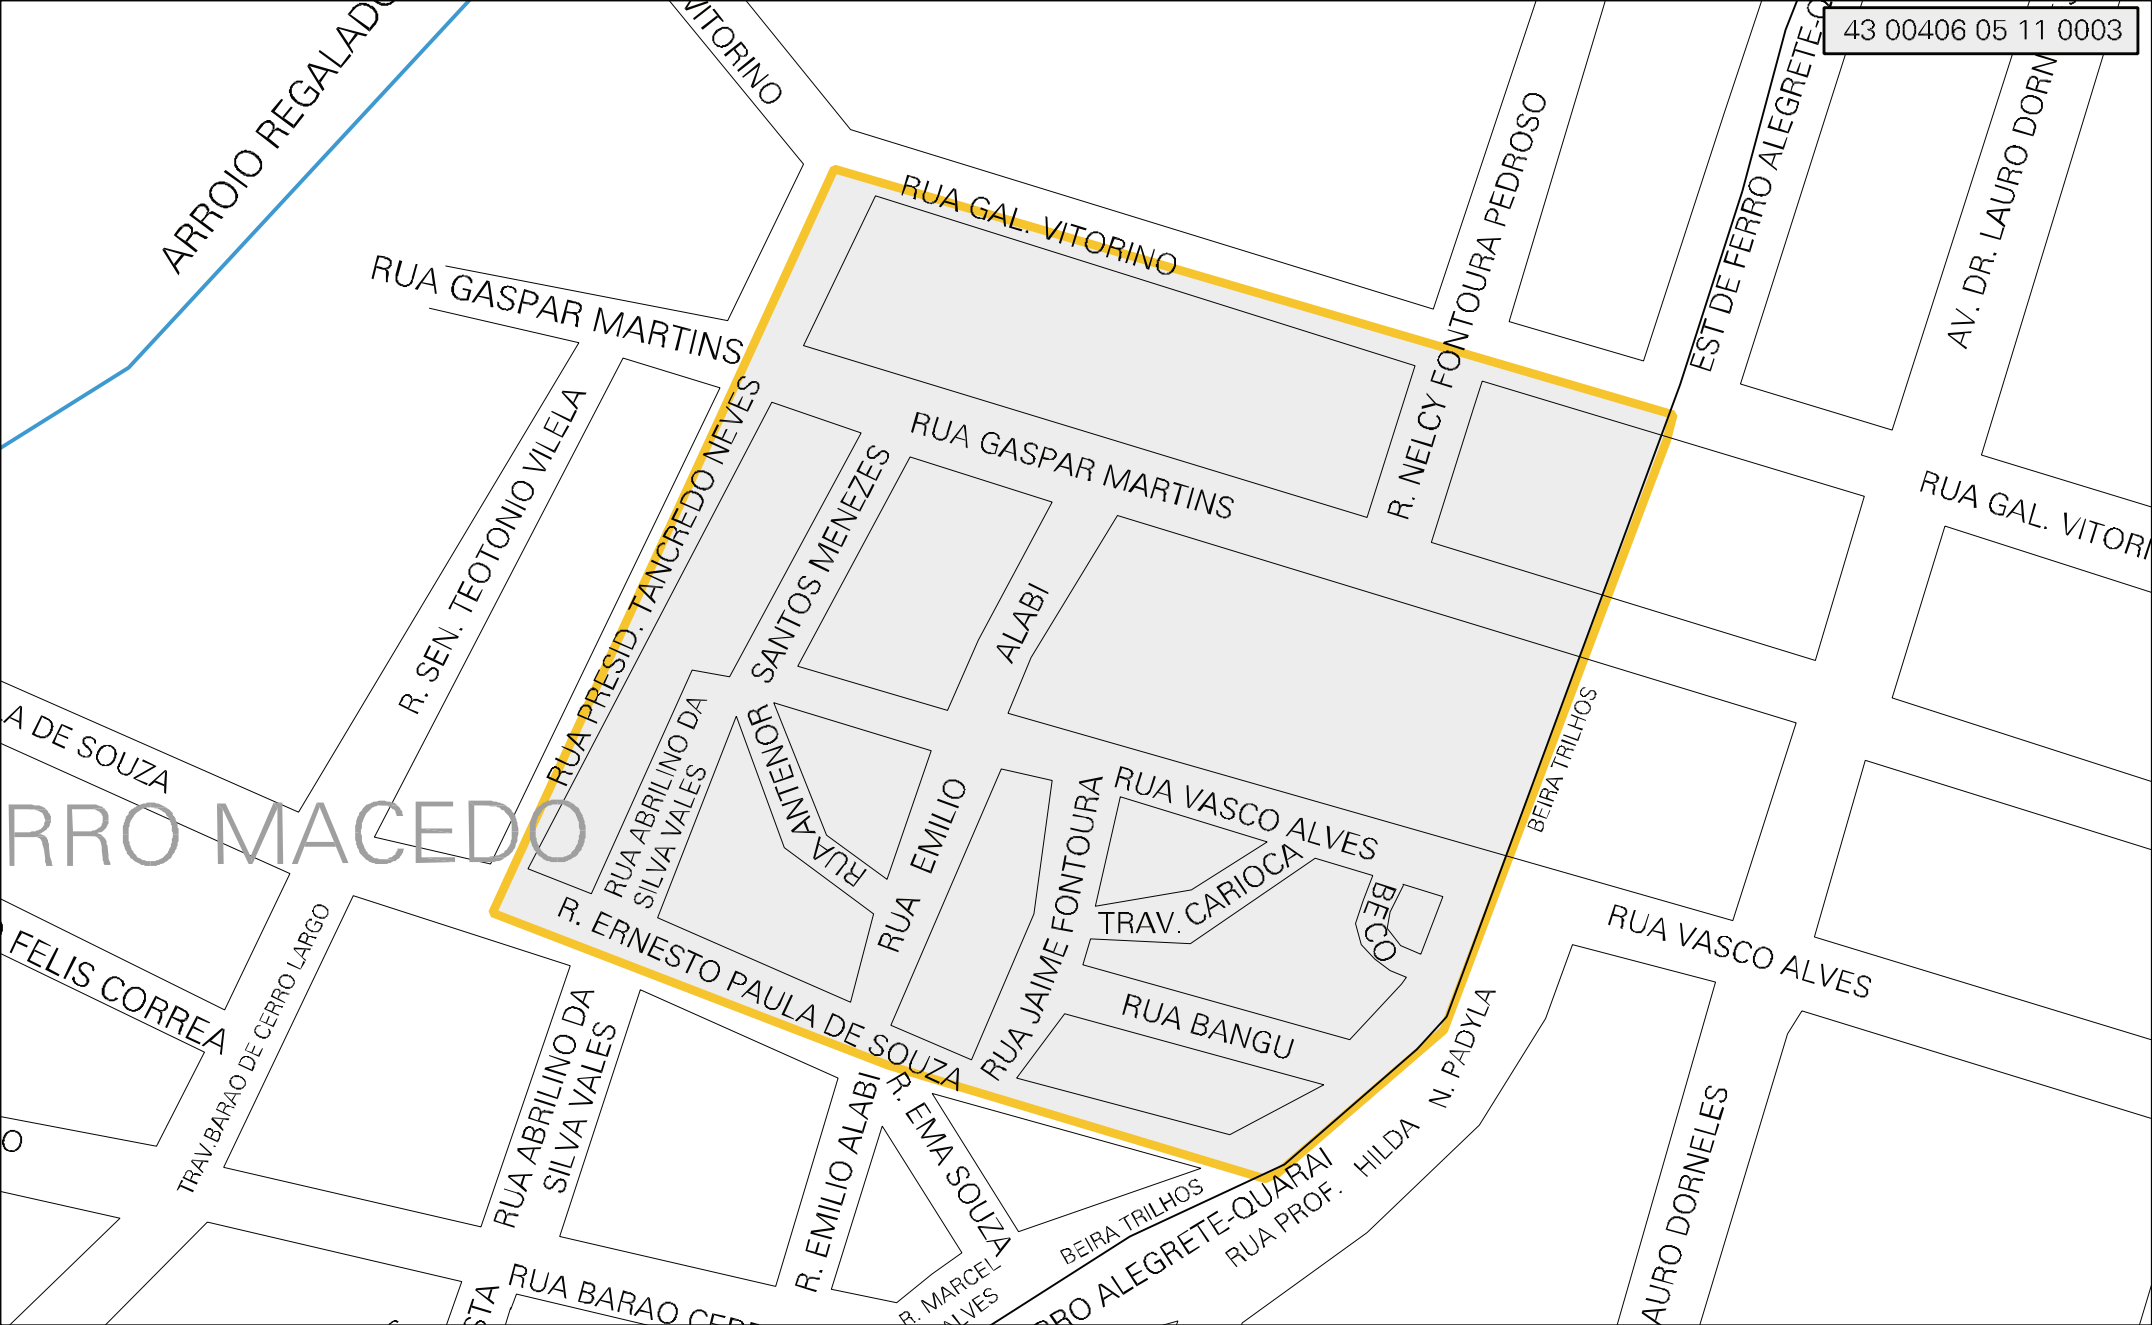 43 00406 05 11 0003
ARROIO REGALADO
VITORINO
RUA GAL. VITORINO
R. NELCY FONTOURA PEDROSO
EST DE FERRO ALEGRETE-Q
AV. DR. LAURO DORN
RUA GASPAR MARTINS
RUA GASPAR MARTINS
RUA GAL. VITORI
R. SEN. TEOTONIO VILELA
RUA PRESID. TANCREDO NEVES
SANTOS MENEZES
ALABI
BEIRA TRILHOS
LA DE SOUZA
RRO MACEDO
RUA ABRILINO DA
SILVA VALES
RUA ANTENOR
RUA EMILIO
RUA JAIME FONTOURA
RUA VASCO ALVES
TRAV. CARIOCA
BECO
RUA VASCO ALVES
FELIS CORREA
TRAV.BARAO DE CERRO LARGO
R. ERNESTO PAULA DE SOUZA
RUA BANGU
RUA ABRILINO DA
SILVA VALES
R. EMILIO ALABI
R. EMA SOUZA
BEIRA TRILHOS
RRO ALEGRETE-QUARAI
RUA PROF. HILDA N. PADYLA
AURO DORNELES
O
RUA BARAO CERR
STA
R. MARCEL
ALVES